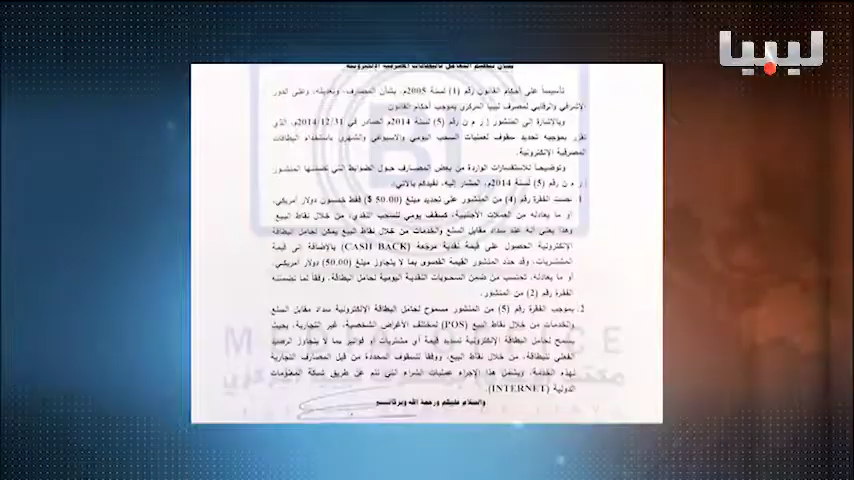 ليبيا
بشأن تنظيم التعامل بالبطاقات المصرفية الإلكترونية
تأسيساً على أحكام القانون رقم (1) لسنة 2005م، بشأن المصارف، وتعديله، وعلى الدور
الإشرافي والرقابي لمصرف ليبيا المركزي بموجب أحكام القانون
وبالإشارة إلى المنشور إ ر م ن رقم (5) لسنة 2014م الصادر في 2014/12/31م، الذي
تقرر بموجبه تحديد سقوف لعمليات السحب اليومي والاسبوعي والشهري باستخدام البطاقات
المصرفية الإلكترونية.
وتوضيحاً للاستفسارات الواردة من بعض المصارف حول الضوابط التي تضمنها المنشور
إ ر م ن رقم (5) لسنة 2014م، المشار إليه، نفيدكم بالآتي:
1. نصت الفقرة رقم (4) من المنشور على تحديد مبلغ (50.00 $) فقط خمسون دولار أمريكي،
أو ما يعادله من العملات الأجنبية، كسقف يومي للسحب النقدي، من خلال نقاط البيع
وهذا يعني أنه عند سداد مقابل السلع والخدمات من خلال نقاط البيع يمكن لحامل البطاقة
الإلكترونية الحصول على قيمة نقدية مرجعة (CASH BACK) بالإضافة إلى قيمة
المشتريات، وقد حدد المنشور القيمة القصوى بما لا يتجاوز مبلغ (50.00) دولار أمريكي،
أو ما يعادله، تحتسب من ضمن السحوبات النقدية اليومية لحامل البطاقة، وفقاً لما تضمنته
الفقرة رقم (2) من المنشور.
2. بموجب الفقرة رقم (5) من المنشور مسموح لحامل البطاقة الإلكترونية سداد مقابل السلع
والخدمات من خلال نقاط البيع (POS) لمختلف الأغراض الشخصية، غير التجارية، بحيث
يسمح لحامل البطاقة الإلكترونية تسديد قيمة أي مشتريات أو فواتير بما لا يتجاوز الرصيد
الفعلي للبطاقة، من خلال نقاط البيع، ووفقاً للسقوف المحددة من قبل المصارف التجارية
لهذه الخدمة، ويشمل هذا الإجراء عمليات الشراء التي تتم عن طريق شبكة المعلومات
الدولية (INTERNET).
والسلام عليكم ورحمة الله وبركاته